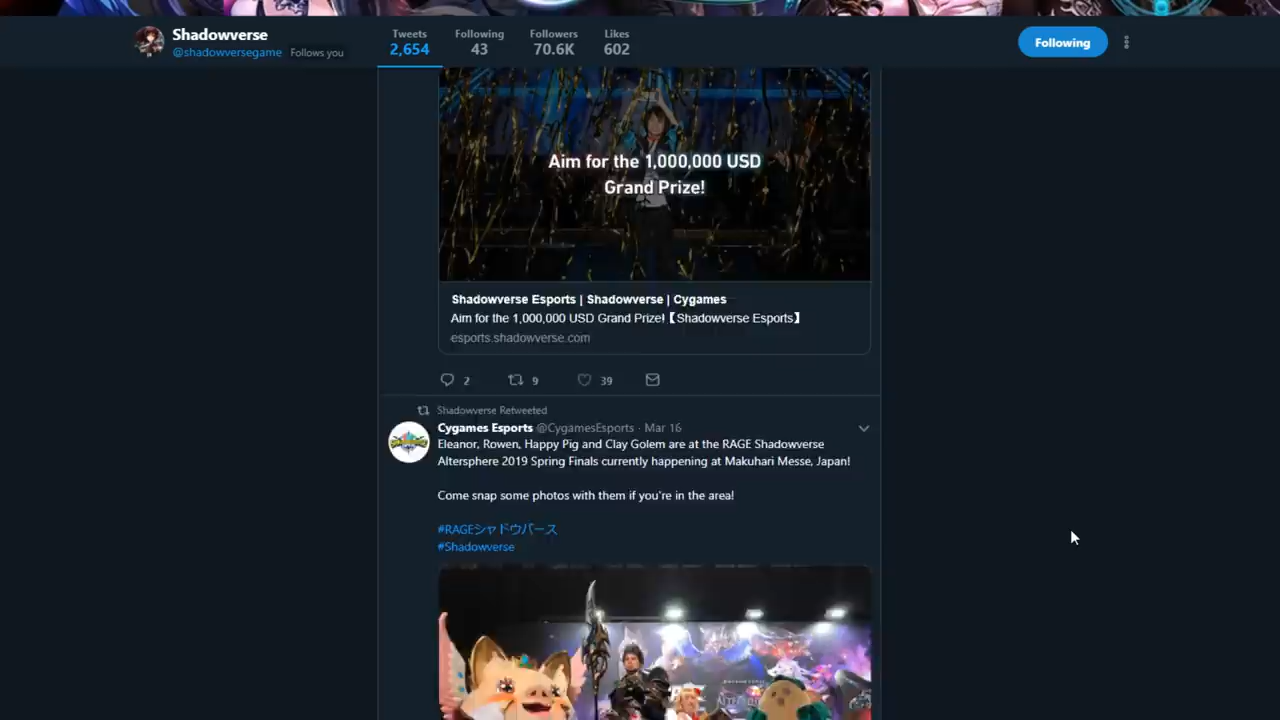 Shadowverse
@shadowversegame Follows you
Tweets
2,654
Following
43
Followers
70.6K
Likes
602
Following
Aim for the 1,000,000 USD
Grand Prize!
Shadowverse Esports | Shadowverse | Cygames
Aim for the 1,000,000 USD Grand Prize!【Shadowverse Esports】
esports.shadowverse.com
2 9 39
Shadowverse Retweeted
Cygames Esports @CygamesEsports · Mar 16
Eleanor, Rowen, Happy Pig and Clay Golem are at the RAGE Shadowverse
Altersphere 2019 Spring Finals currently happening at Makuhari Messe, Japan!
Come snap some photos with them if you're in the area!
#RAGEシャドウバース
#Shadowverse